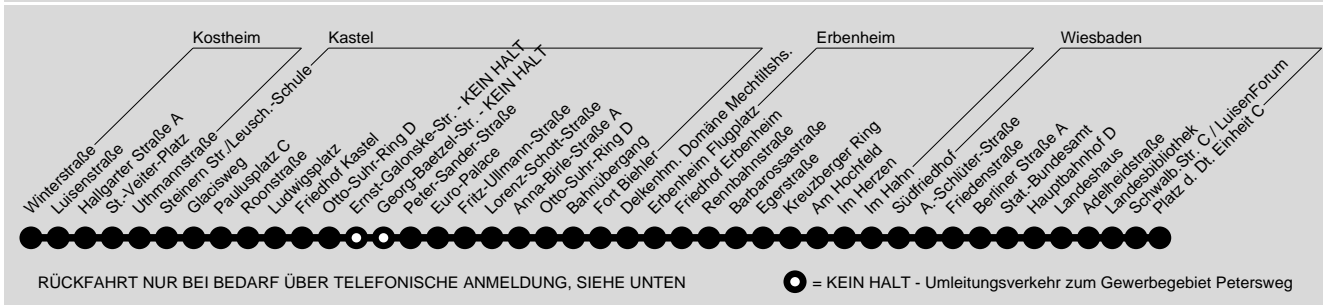 Kostheim
Kastel
Erbenheim
Wiesbaden
Winterstraße
Luisenstraße
Hallgarter Straße A
St.-Veiter-Platz
Uthmannstraße
Steinern Str./Leusch.-Schule
Glacisweg
Paulusplatz C
Roonstraße
Ludwigsplatz
Friedhof Kastel
Otto-Suhr-Ring D
Ernst-Galonske-Str. - KEIN HALT
Georg-Baetzel-Str. - KEIN HALT
Peter-Sander-Straße
Euro-Palace
Fritz-Ullmann-Straße
Lorenz-Schott-Straße
Anna-Birle-Straße A
Otto-Suhr-Ring D
Bahnübergang
Fort Biehler
Delkenhm. Domäne Mechtiltshs.
Erbenheim Flugplatz
Friedhof Erbenheim
Rennbahnstraße
Barbarossastraße
Egerstraße
Kreuzberger Ring
Am Hochfeld
Im Herzen
Im Hahn
Südfriedhof
A.-Schlüter-Straße
Friedenstraße A
Berliner Straße
Stat.-Bundesamt
Hauptbahnhof D
Landeshaus
Adelheidstraße
Landesbibliothek
Schwalb.Str. C / LuisenForum
Platz d. Dt. Einheit C
RÜCKFAHRT NUR BEI BEDARF ÜBER TELEFONISCHE ANMELDUNG, SIEHE UNTEN
= KEIN HALT - Umleitungsverkehr zum Gewerbegebiet Petersweg